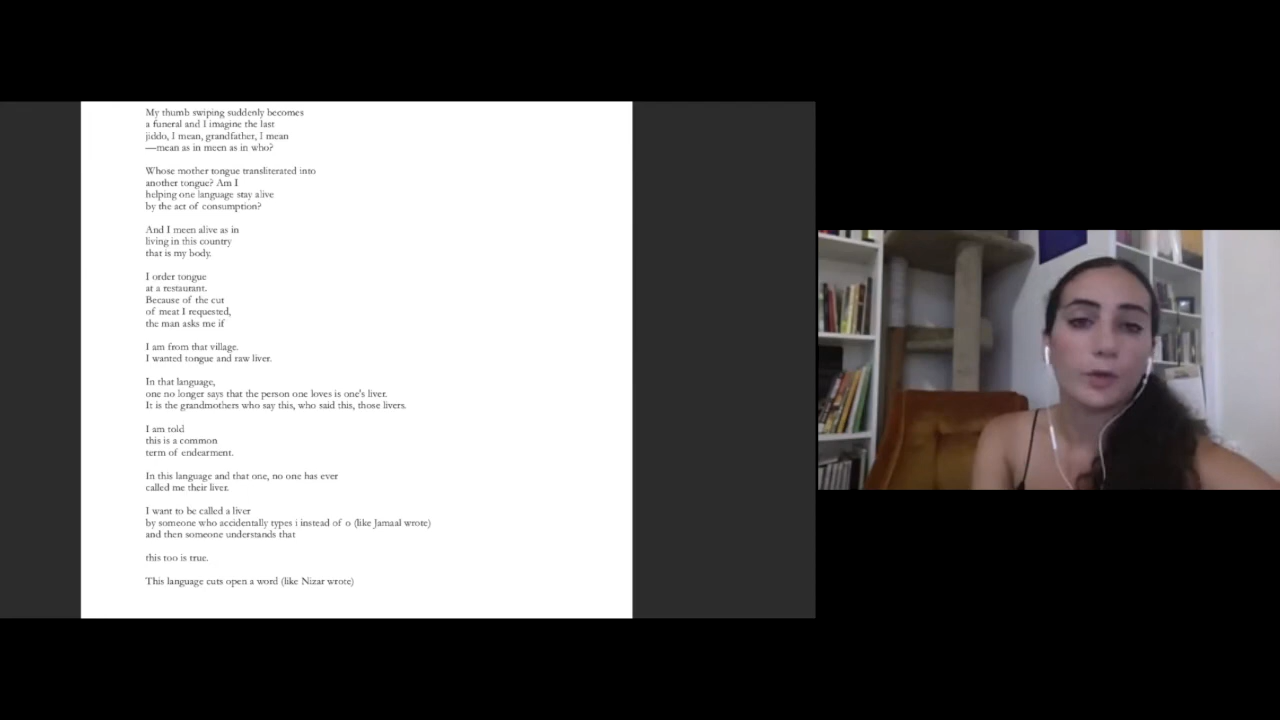 My thumb swiping suddenly becomes
a funeral and I imagine the last
jiddo, I mean, grandfather, I mean
—mean as in meen as in who?
Whose mother tongue transliterated into
another tongue? Am I
helping one language stay alive
by the act of consumption?
And I meen alive as in
living in this country
that is my body.
I order tongue
at a restaurant.
Because of the cut
of meat I requested,
the man asks me if
I am from that village.
I wanted tongue and raw liver.
In that language,
one no longer says that the person one loves is one's liver.
It is the grandmothers who say this, who said this, those livers.
I am told
this is a common
term of endearment.
In this language and that one, no one has ever
called me their liver.
I want to be called a liver
by someone who accidentally types i instead of o (like Jamaal wrote)
and then someone understands that
this too is true.
This language cuts open a word (like Nizar wrote)